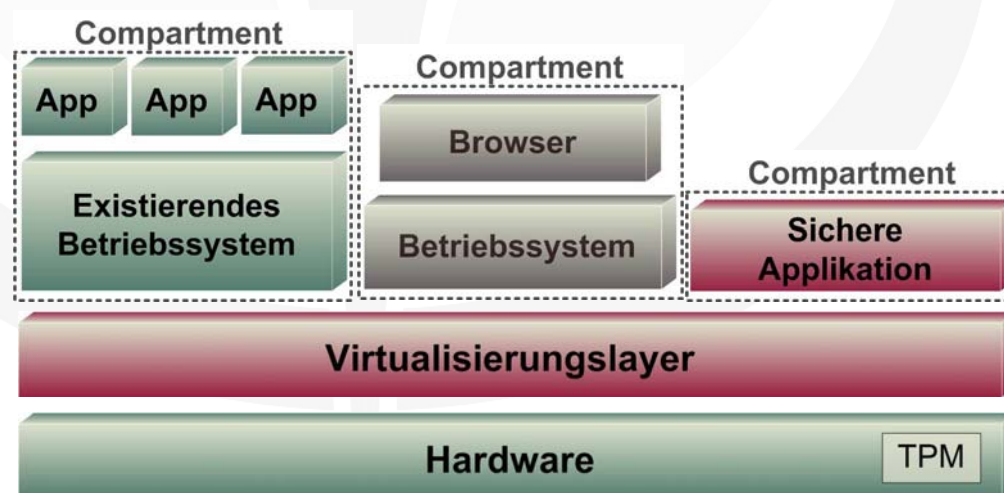 Compartment
App
App
App
Existierendes
Betriebssystem
Compartment
Browser
Betriebssystem
Compartment
Sichere
Applikation
Virtualisierungslayer
Hardware
TPM